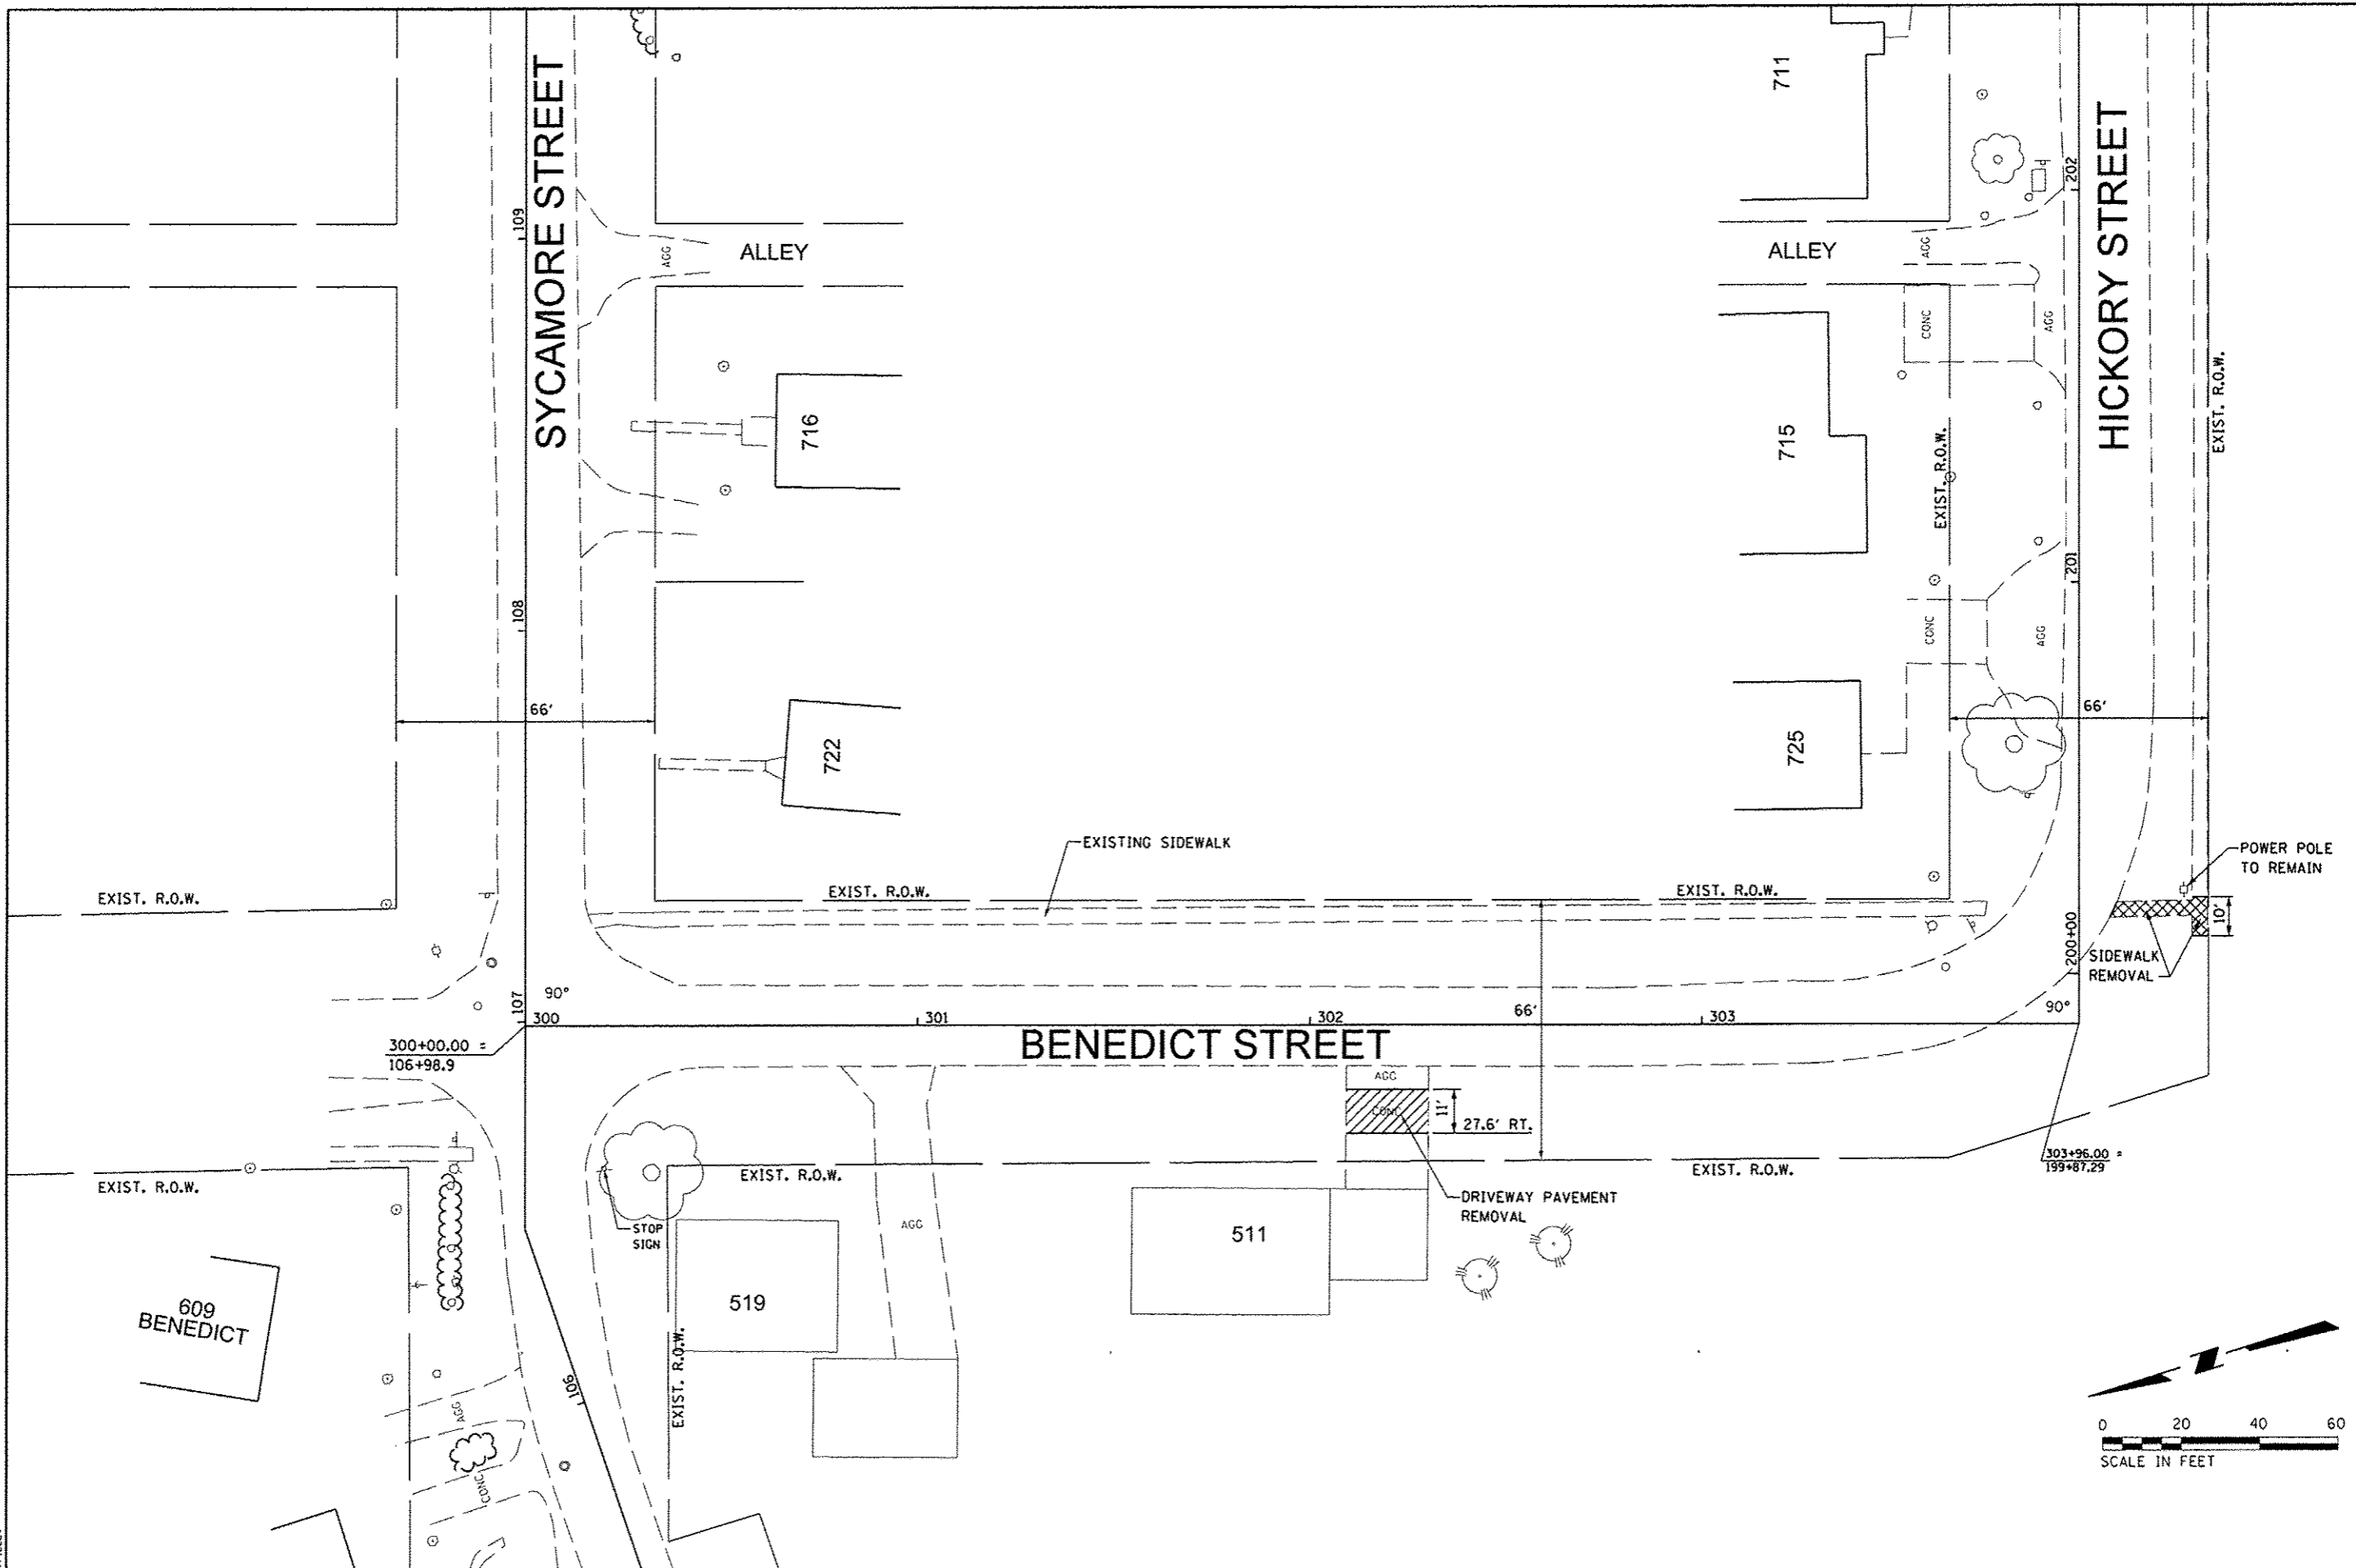 SYCAMORE STREET
109
AGG
ALLEY
716
108
66'
722
711
202
HICKORY STREET
ALLEY
AGG
CONC
AGG
EXIST. R.O.W.
715
EXIST. R.O.W.
201
CONC
AGG
66'
725
EXISTING SIDEWALK
POWER POLE
TO REMAIN
EXIST. R.O.W.
EXIST. R.O.W.
EXIST. R.O.W.
10'
200+00
SIDEWALK
REMOVAL
107
90°
300
301
302
66'
303
90°
300+00.00 =
106+98.9
BENEDICT STREET
AGG
CONC
11'
27.6' RT.
303+96.00 =
199+87.29
EXIST. R.O.W.
EXIST. R.O.W.
EXIST. R.O.W.
DRIVEWAY PAVEMENT
REMOVAL
STOP
SIGN
AGG
511
519
609
BENEDICT
EXIST. R.O.W.
106
AGG
CONC
0 20 40 60
SCALE IN FEET